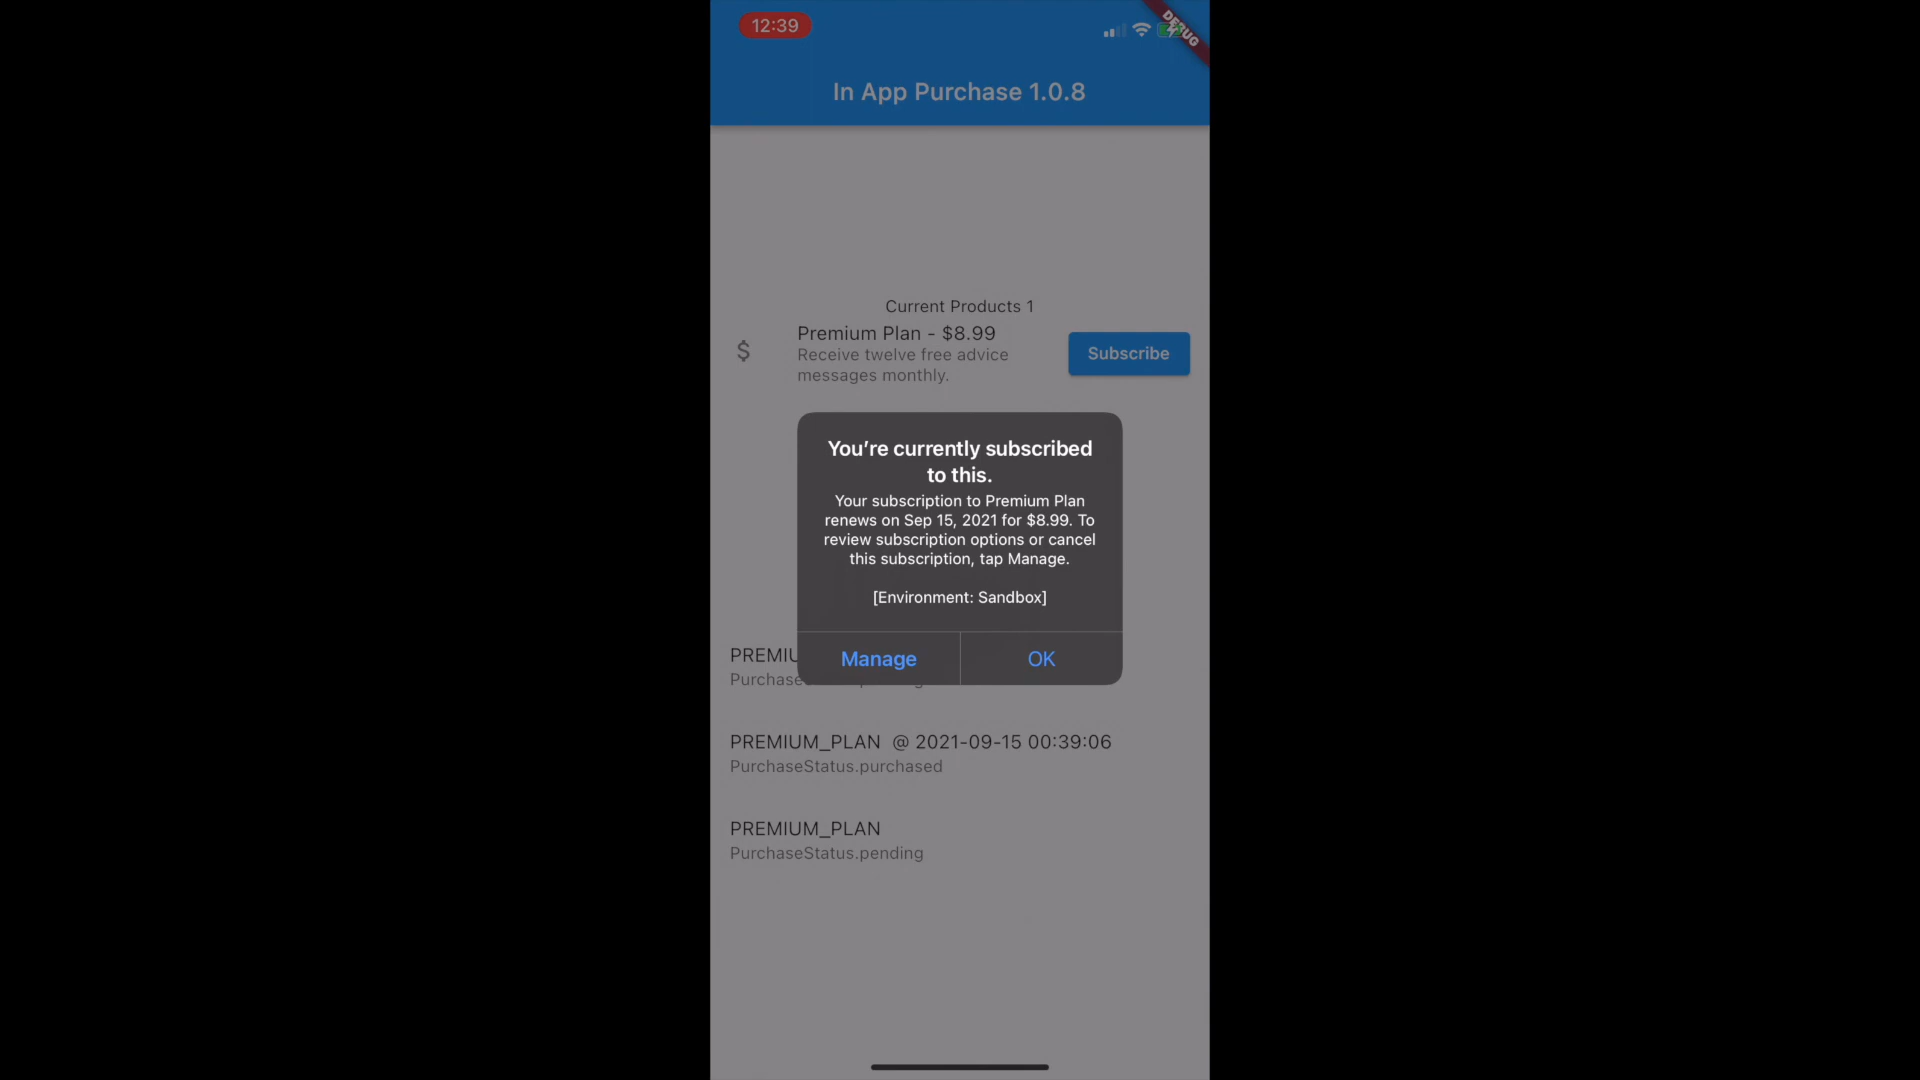 12:39
DEBUG
In App Purchase 1.0.8
Current Products 1
Premium Plan - $8.99
$
Receive twelve free advice
messages monthly.
Subscribe
You’re currently subscribed
to this.
Your subscription to Premium Plan
renews on Sep 15, 2021 for $8.99. To
review subscription options or cancel
this subscription, tap Manage.
[Environment: Sandbox]
Manage
OK
PREMIUM_PLAN @ 2021-09-15 00:39:06
PurchaseStatus.purchased
PREMIUM_PLAN
PurchaseStatus.pending